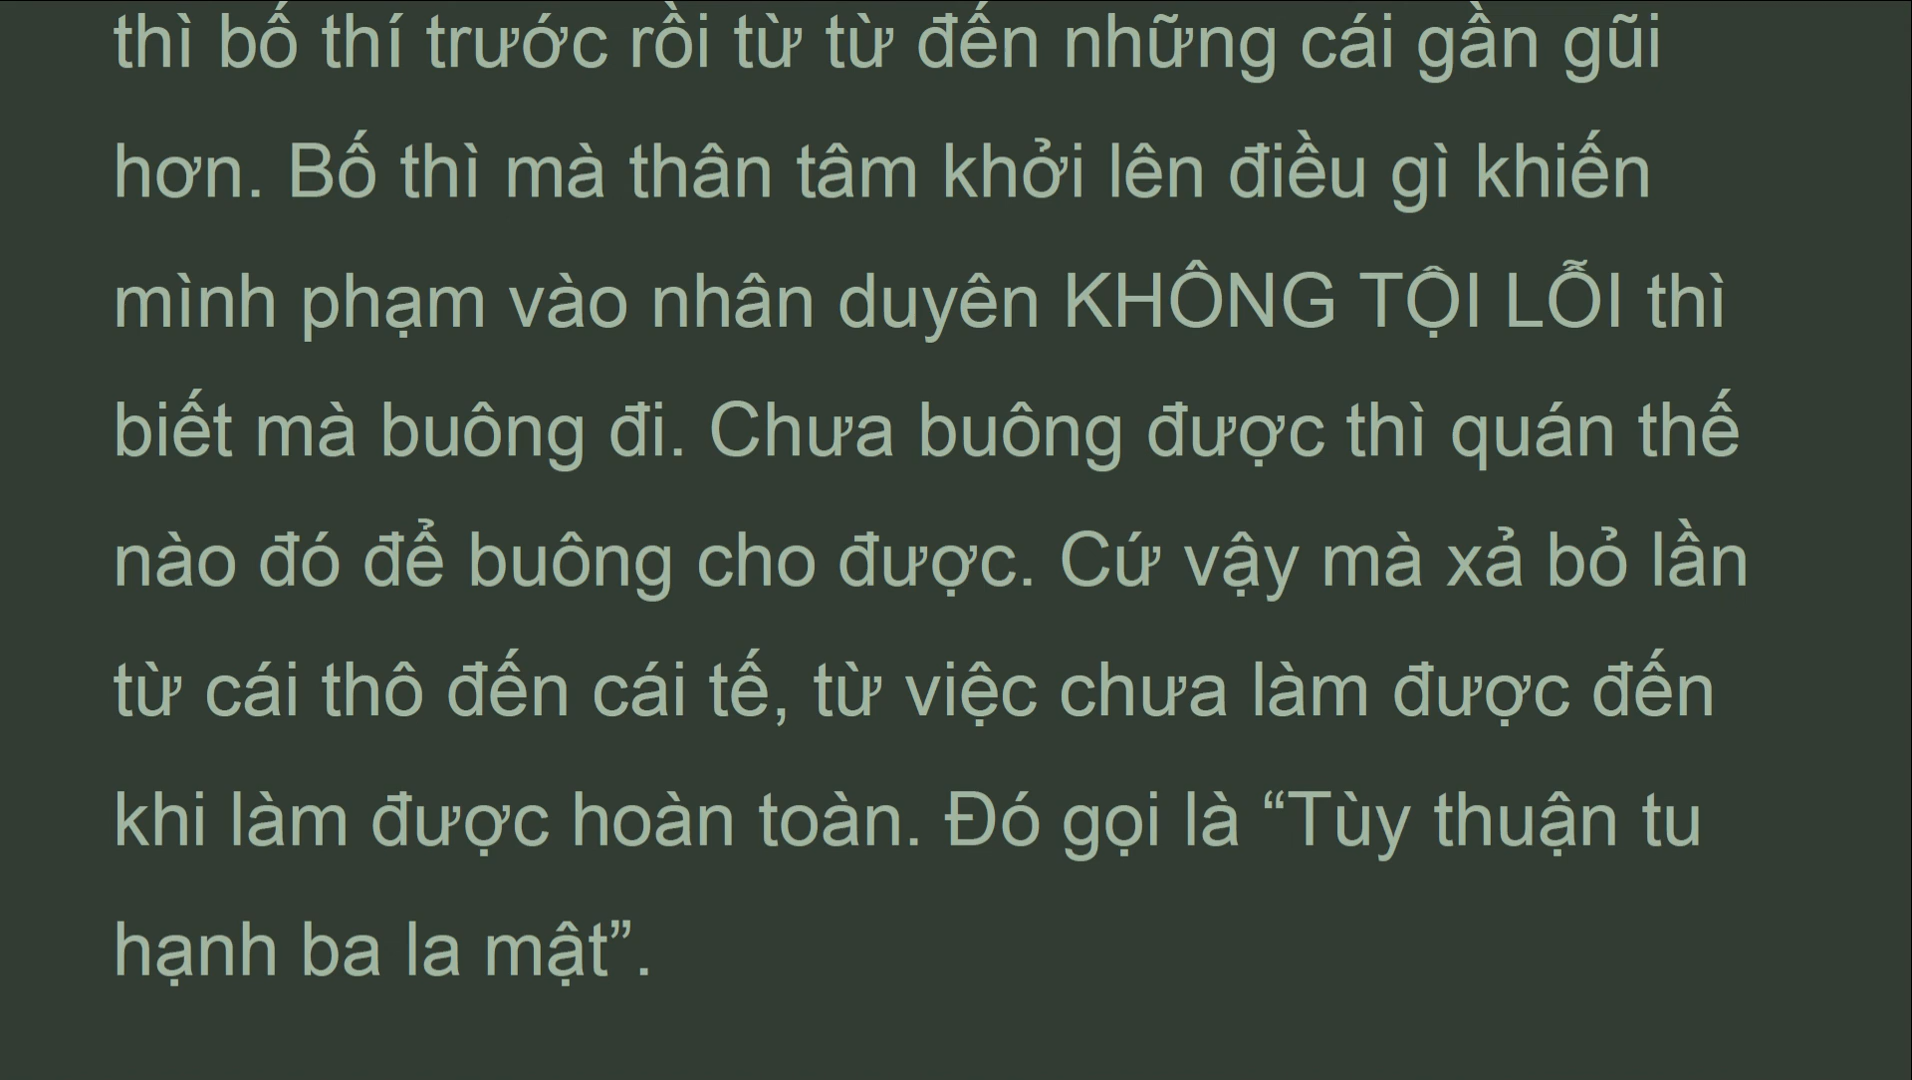 thì bố thí trước rồi từ từ đến những cái gần gũi
hơn. Bố thì mà thân tâm khởi lên điều gì khiến
mình phạm vào nhân duyên KHÔNG TỘI LỖI thì
biết mà buông đi. Chưa buông được thì quán thế
nào đó để buông cho được. Cứ vậy mà xả bỏ lần
từ cái thô đến cái tế, từ việc chưa làm được đến
khi làm được hoàn toàn. Đó gọi là “Tùy thuận tu
hạnh ba la mật”.